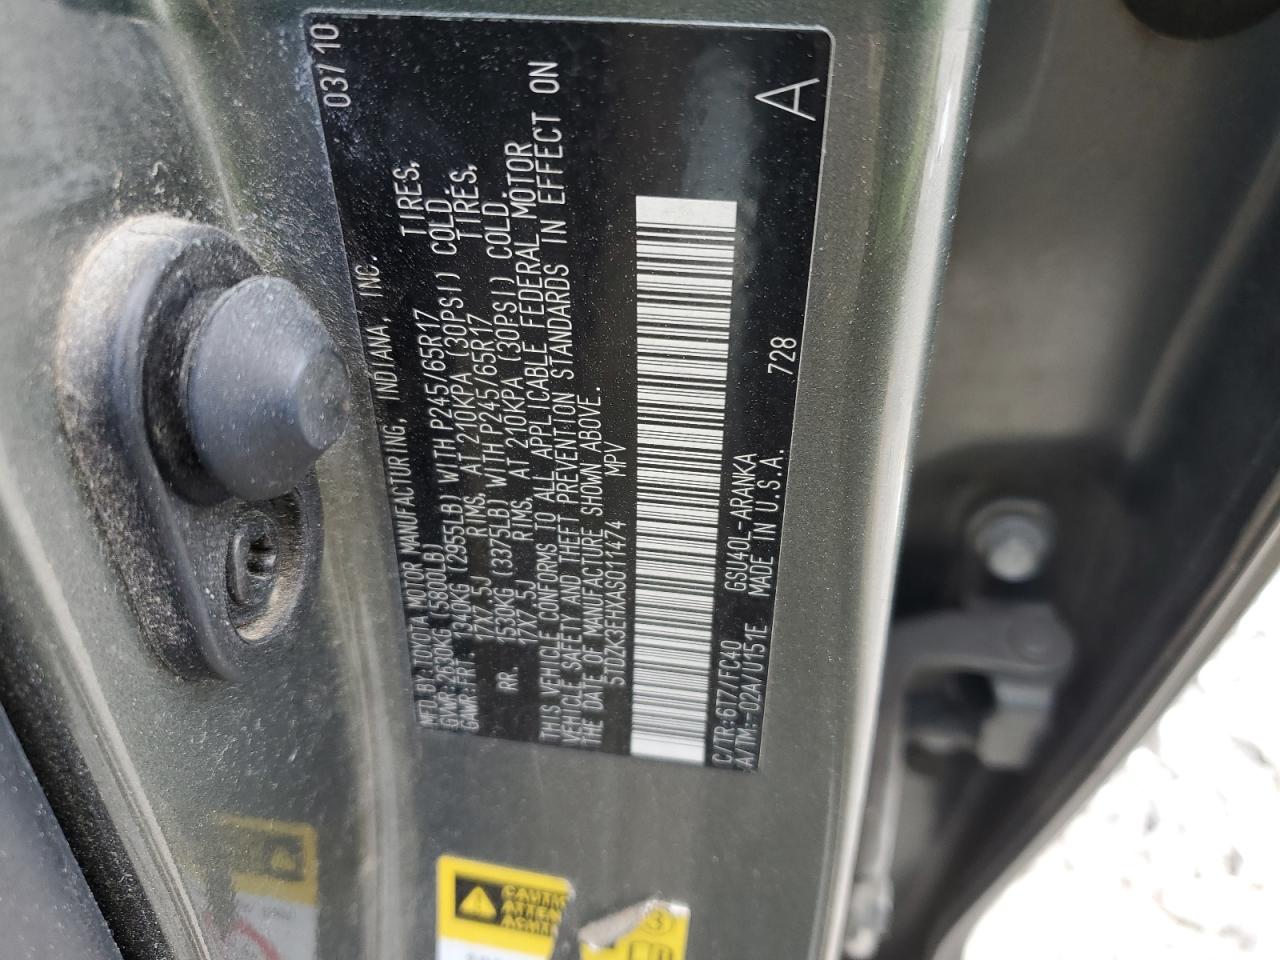 MFD. BY: TOYOTA MOTOR MANUFACTURING, INDIANA, INC. 03/10
GVWR: 2630KG (5800LB)
GAWR: FRT. 1340KG (2955LB) WITH P245/65R17 TIRES,
17X7.5J RIMS, AT 210KPA (30PSI) COLD.
RR. 1530KG (3375LB) WITH P245/65R17 TIRES,
17X7.5J RIMS, AT 210KPA (30PSI) COLD.
THIS VEHICLE CONFORMS TO ALL APPLICABLE FEDERAL MOTOR
VEHICLE SAFETY AND THEFT PREVENTION STANDARDS IN EFFECT ON
THE DATE OF MANUFACTURE SHOWN ABOVE.
5TDZK3EHXAS011474 MPV
C/TR: 6T7/FC40 GSU40L-ARANKA
A/TM:-02A/U151E MADE IN U.S.A. 728 A
CAUTION
3